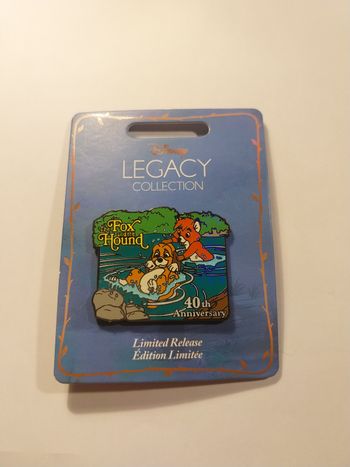 Disney
LEGACY
COLLECTION
The Fox
and the
Hound
40th
Anniversary
Limited Release
Édition Limitée